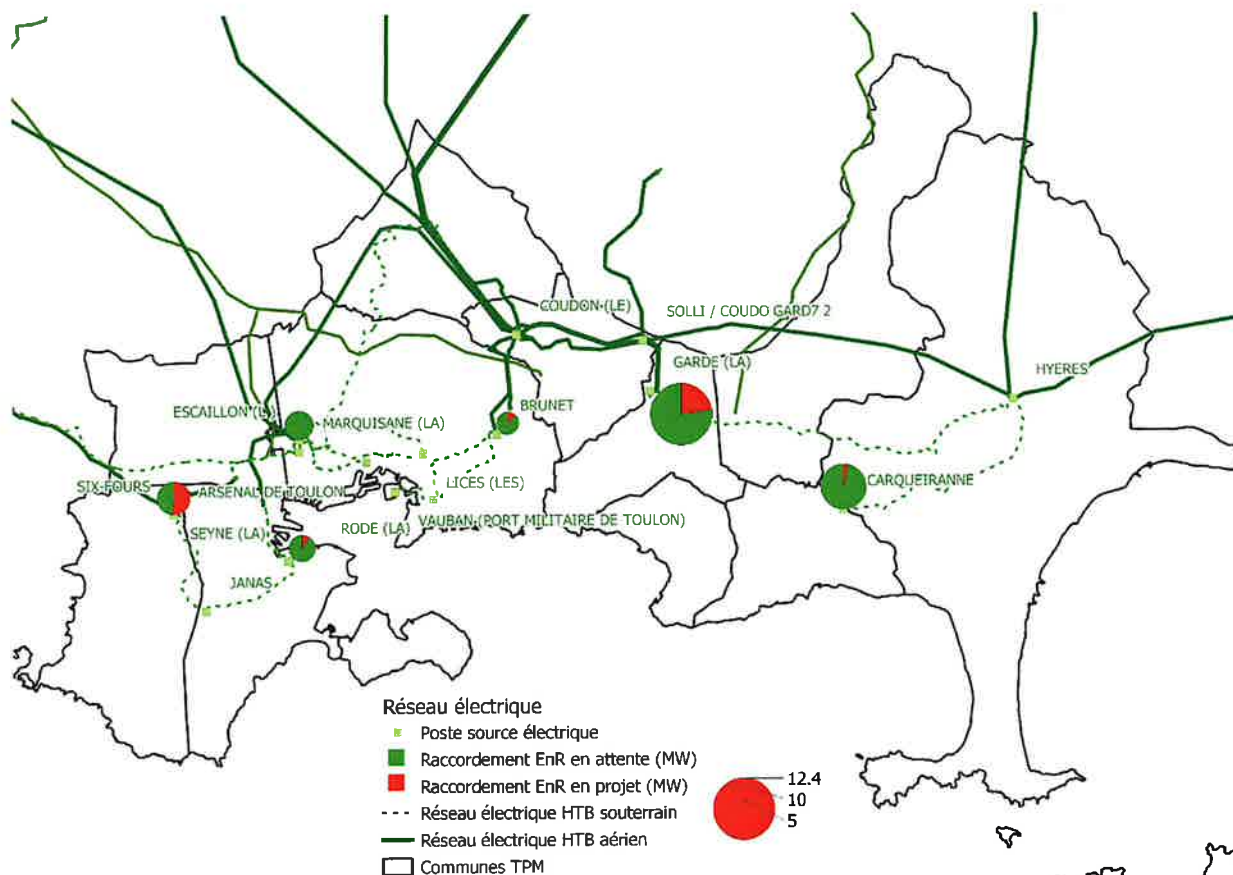 COUDON (LE)
SOLLI / COUDO GARD7 2
GARDE (LA)
HYERES
ESCAILLON (L')
MARQUISANE (LA)
BRUNET
SIX-FOURS
ARSENAL DE TOULON
LICES (LES)
CARQUEIRANNE
SEYNE (LA)
RODE (LA)
VAUBAN (PORT MILITAIRE DE TOULON)
JANAS
Réseau électrique
Poste source électrique
Raccordement EnR en attente (MW)
Raccordement EnR en projet (MW)
Réseau électrique HTB souterrain
Réseau électrique HTB aérien
Communes TPM
12.4
10
5